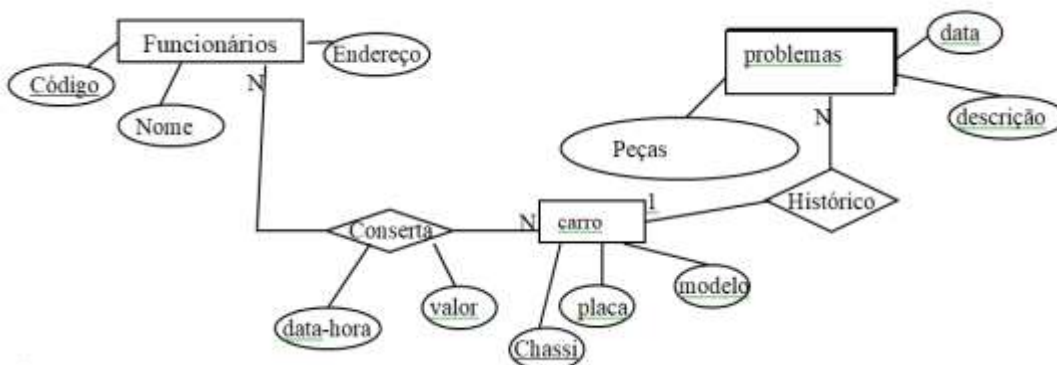 Funcionários
Endereço
Código
Nome
N
problemas
data
descrição
Peças
N
Histórico
1
N
carro
Conserta
data-hora
valor
Chassi
placa
modelo